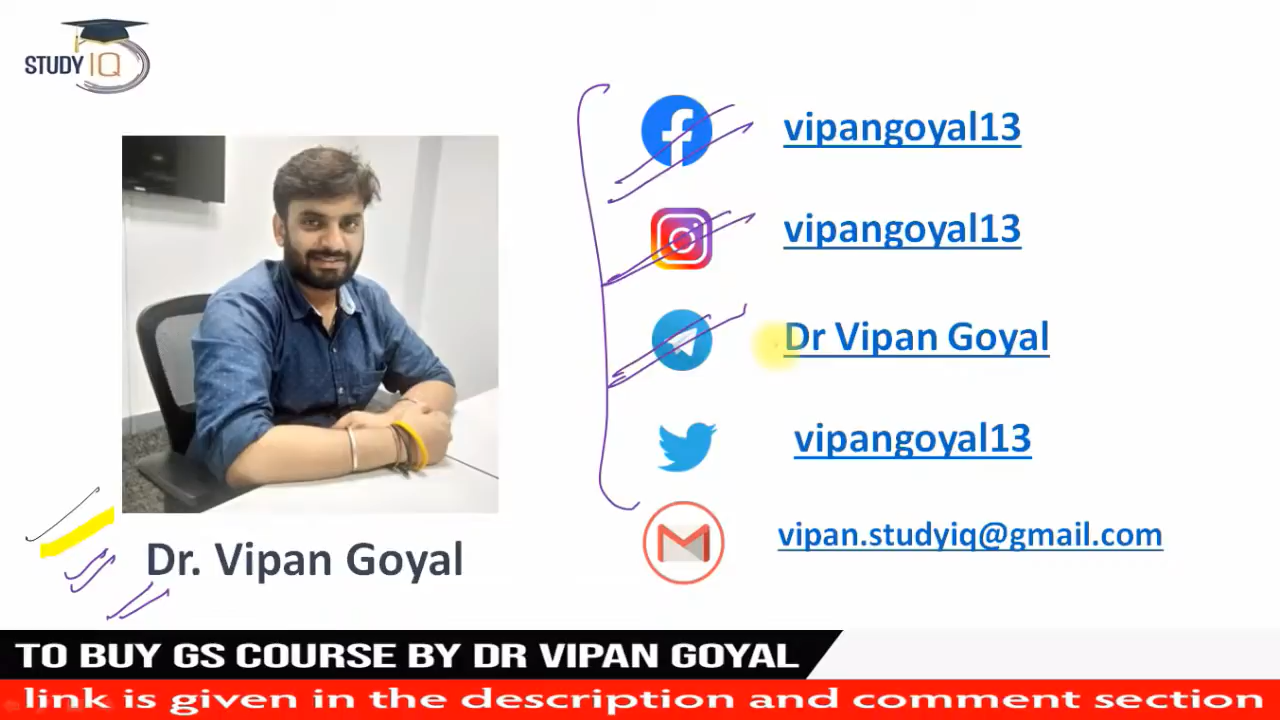 STUDY IQ
vipangoyal13
vipangoyal13
Dr Vipan Goyal
vipangoyal13
vipan.studyiq@gmail.com
Dr. Vipan Goyal
TO BUY GS COURSE BY DR VIPAN GOYAL
link is given in the description and comment section